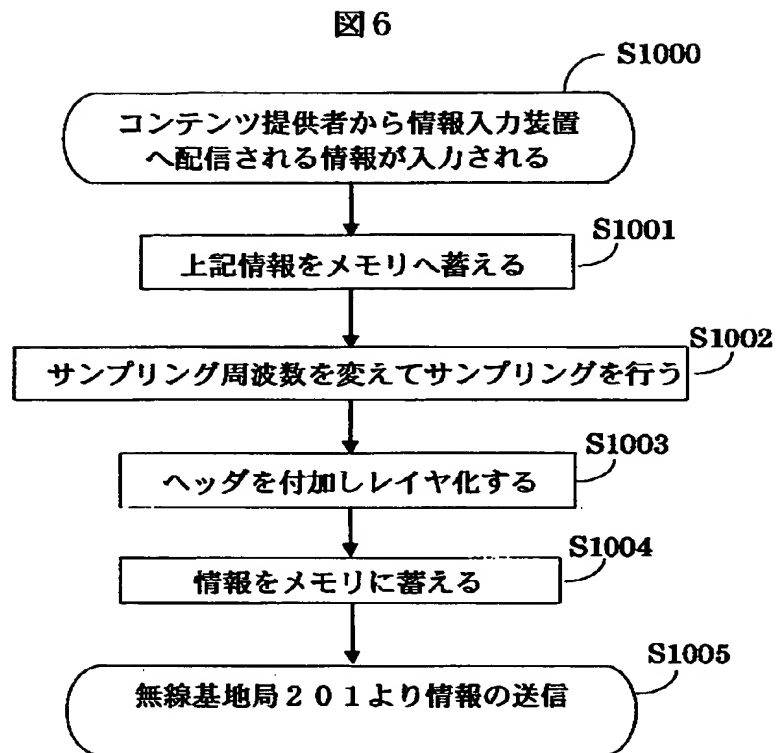 図6
S1000
コンテンツ提供者から情報入力装置
へ配信される情報が入力される
S1001
上記情報をメモリへ蓄える
S1002
サンプリング周波数を変えてサンプリングを行う
S1003
ヘッダを付加しレイヤ化する
S1004
情報をメモリに蓄える
S1005
無線基地局201より情報の送信